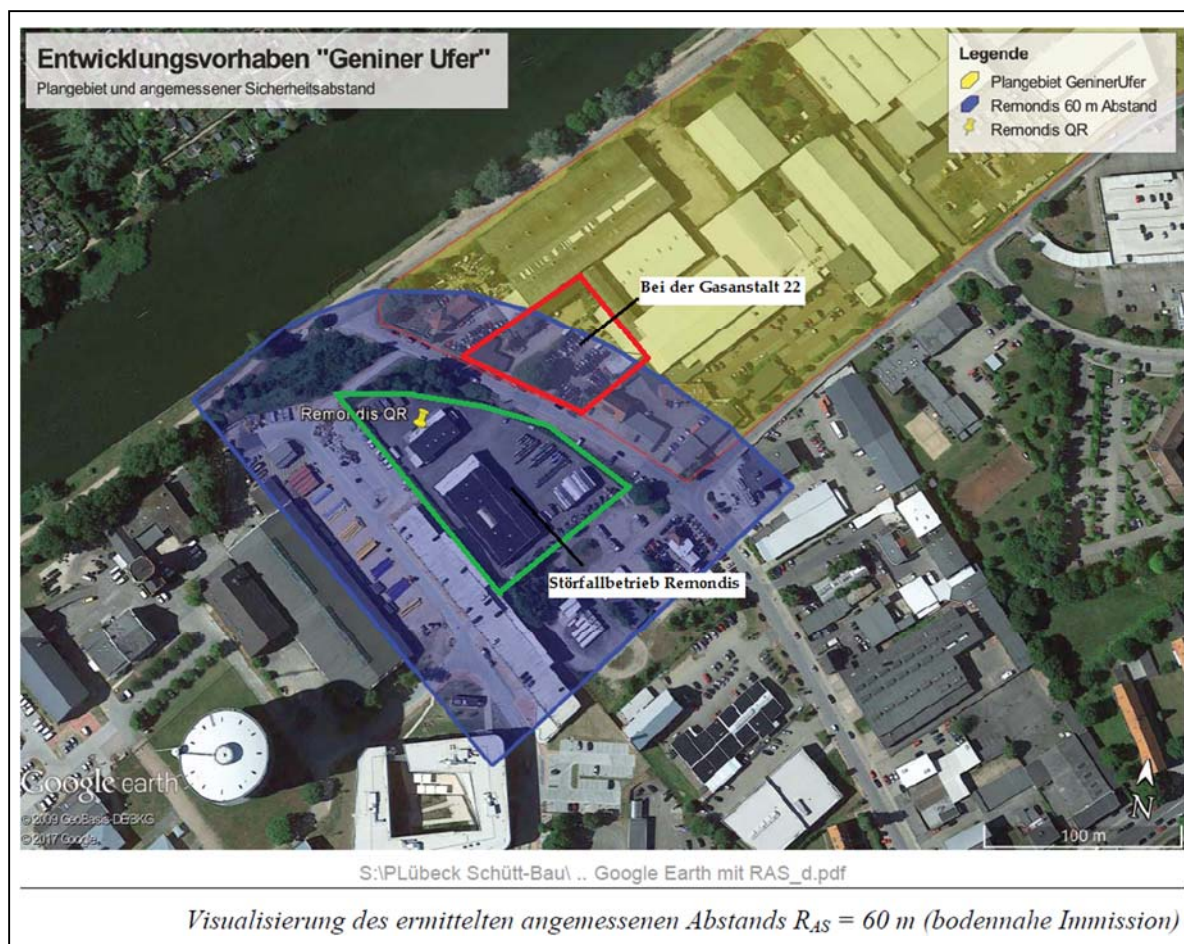 Entwicklungsvorhaben "Geniner Ufer"
Plangebiet und angemessener Sicherheitsabstand
Legende
Plangebiet GeninerUfer
Remondis 60 m Abstand
Remondis QR
Bei der Gasanstalt 22
Remondis QR
Störfallbetrieb Remondis
Google earth
© 2009 GeoBasis-DE/BKG
© 2017 Google
N
100 m
S:\PLübeck Schütt-Bau\ .. Google Earth mit RAS_d.pdf
Visualisierung des ermittelten angemessenen Abstands RAS = 60 m (bodennahe Immission)